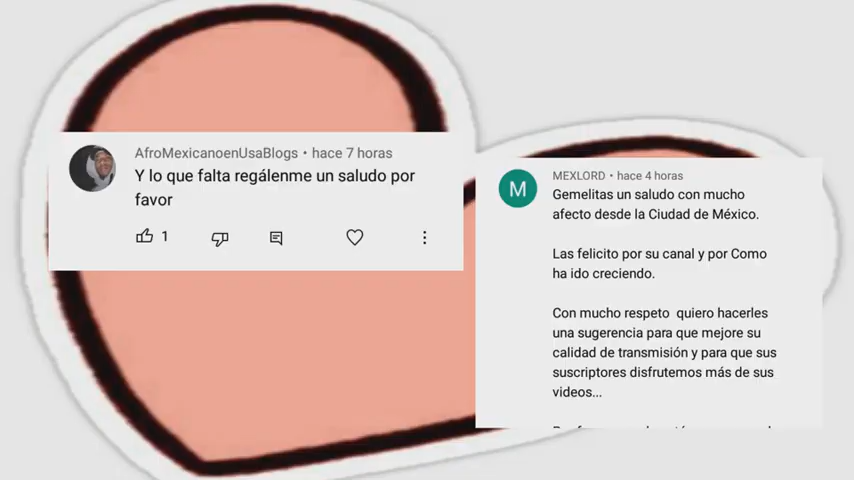 AfroMexicanoenUsaBlogs • hace 7 horas
Y lo que falta regálenme un saludo por
favor
1
M
MEXLORD • hace 4 horas
Gemelitas un saludo con mucho
afecto desde la Ciudad de México.
Las felicito por su canal y por Como
ha ido creciendo.
Con mucho respeto quiero hacerles
una sugerencia para que mejore su
calidad de transmisión y para que sus
suscriptores disfrutemos más de sus
videos...